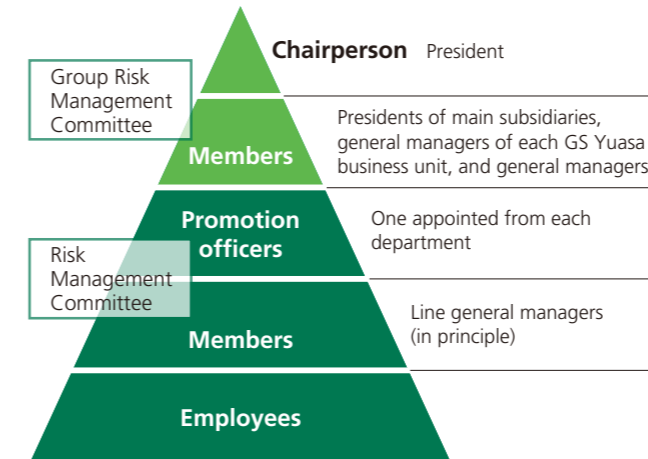 Chairperson President
Group Risk
Management
Committee
Members
Presidents of main subsidiaries,
general managers of each GS Yuasa
business unit, and general managers
Promotion
officers
One appointed from each
department
Risk
Management
Committee
Members
Line general managers
(in principle)
Employees